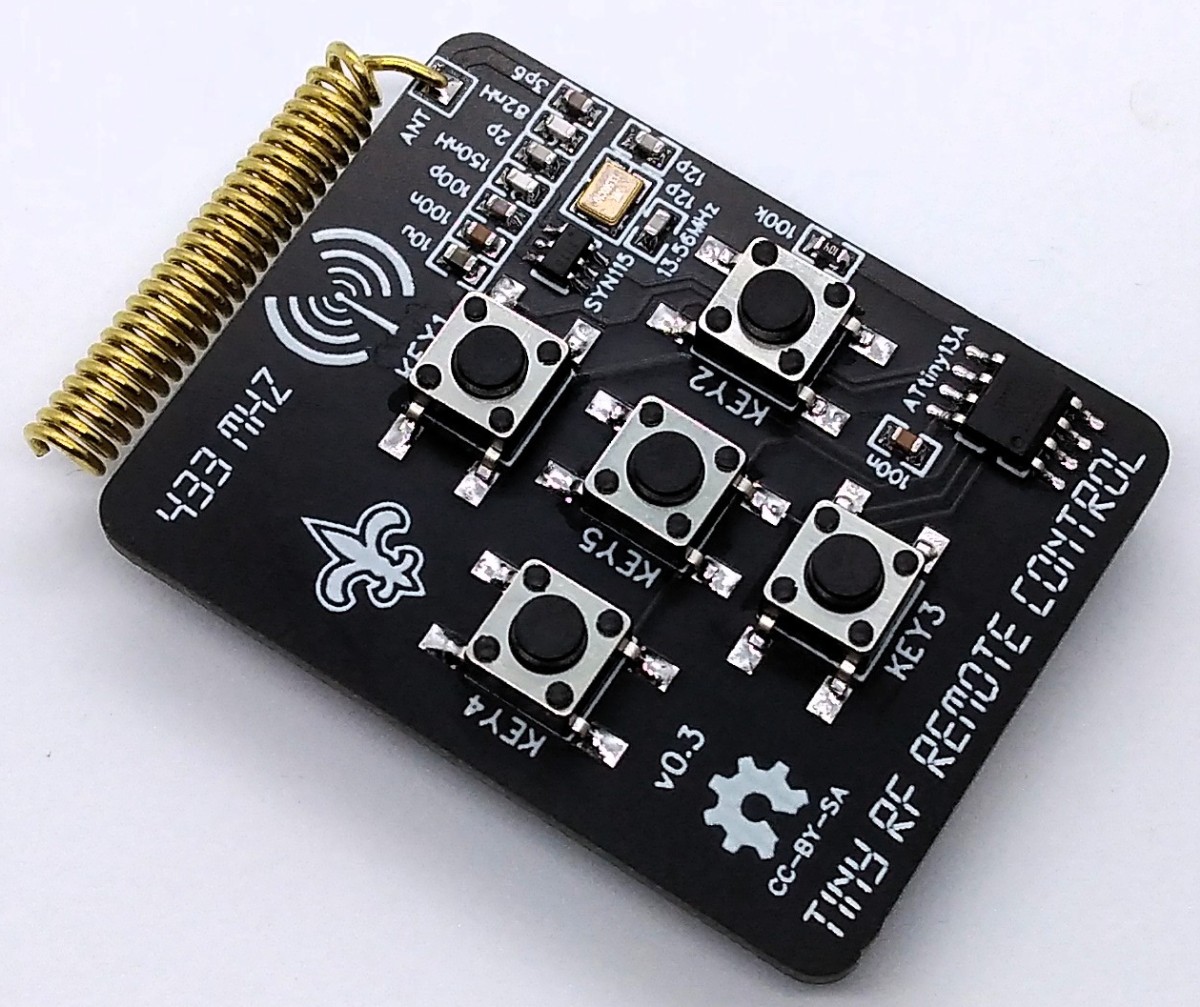 ANT
3p6
82nH
2p
150nH
100p
100n
10u
12p
12p
13.56MHz
SYN115
100k
KEY1
KEY2
ATtiny13A
100n
433 MHZ
KEY5
KEY3
KEY4
v0.3
CC-BY-SA
TINY RF REMOTE CONTROL